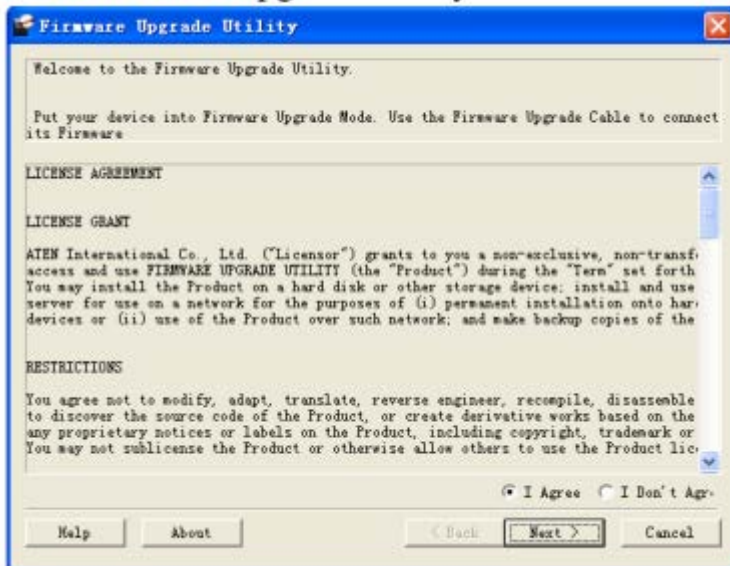 Firmware Upgrade Utility
Welcome to the Firmware Upgrade Utility.
Put your device into Firmware Upgrade Mode. Use the Firmware Upgrade Cable to connect
its Firmware
LICENSE AGREEMENT
LICENSE GRANT
ATEN International Co., Ltd. ("Licensor") grants to you a non-exclusive, non-transf
access and use FIRMWARE UPGRADE UTILITY (the "Product") during the "Term" set forth
You may install the Product on a hard disk or other storage device; install and use
server for use on a network for the purposes of (i) permanent installation onto har
devices or (ii) use of the Product over such network; and make backup copies of the
RESTRICTIONS
You agree not to modify, adapt, translate, reverse engineer, recompile, disassemble
to discover the source code of the Product, or create derivative works based on the
any proprietary notices or labels on the Product, including copyright, trademark or
You may not sublicense the Product or otherwise allow others to use the Product lic
I Agree I Don't Agr
Help About < Back Next > Cancel